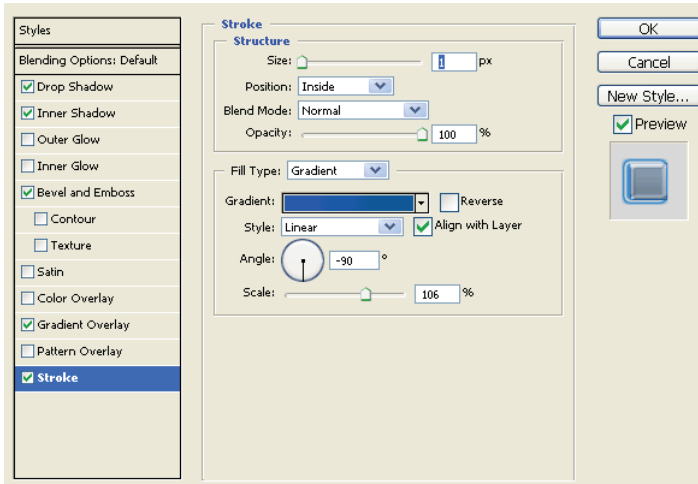 Styles
Blending Options: Default
Drop Shadow
Inner Shadow
Outer Glow
Inner Glow
Bevel and Emboss
Contour
Texture
Satin
Color Overlay
Gradient Overlay
Pattern Overlay
Stroke
Stroke
Structure
Size: 1 px
Position: Inside
Blend Mode: Normal
Opacity: 100 %
Fill Type: Gradient
Gradient: Reverse
Style: Linear Align with Layer
Angle: -90 °
Scale: 106 %
OK
Cancel
New Style...
Preview